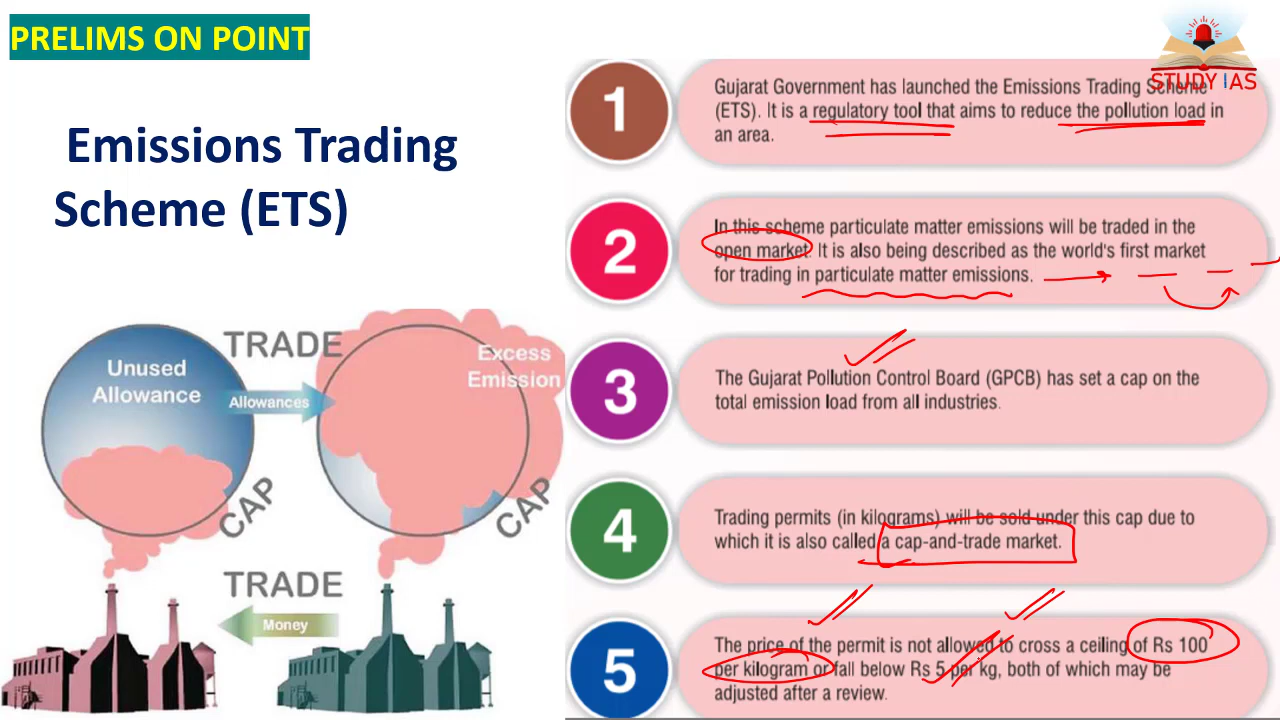 PRELIMS ON POINT
STUDY IAS
Emissions Trading
Scheme (ETS)
TRADE
Unused
Allowance
Allowances
Excess
Emission
CAP
CAP
TRADE
Money
1
Gujarat Government has launched the Emissions Trading Scheme
(ETS). It is a regulatory tool that aims to reduce the pollution load in
an area.
2
In this scheme particulate matter emissions will be traded in the
open market. It is also being described as the world's first market
for trading in particulate matter emissions.
3
The Gujarat Pollution Control Board (GPCB) has set a cap on the
total emission load from all industries.
4
Trading permits (in kilograms) will be sold under this cap due to
which it is also called a cap-and-trade market.
5
The price of the permit is not allowed to cross a ceiling of Rs 100
per kilogram or fall below Rs 5 per kg, both of which may be
adjusted after a review.